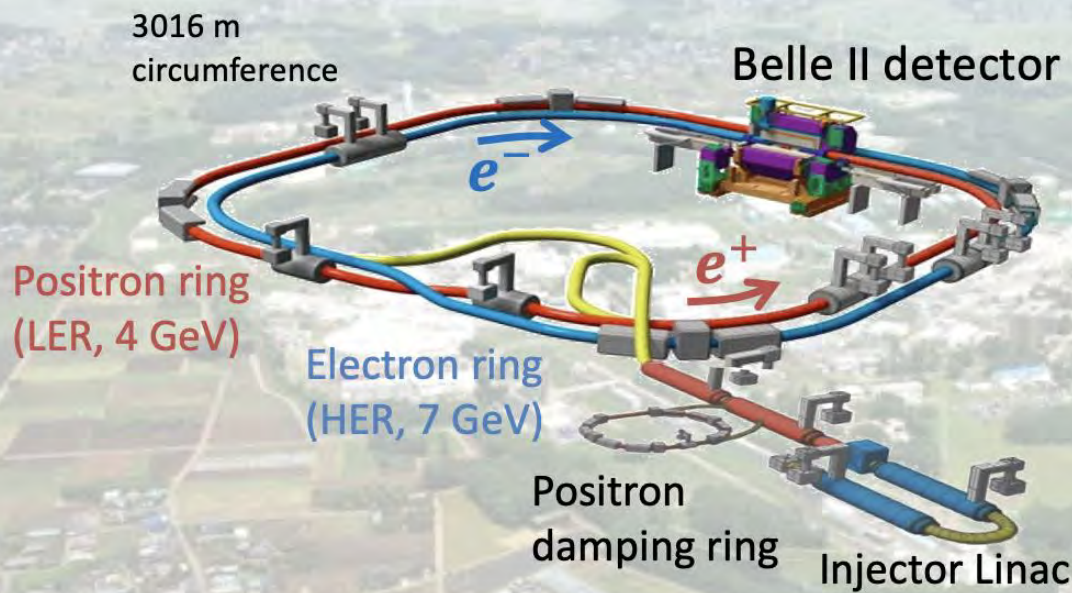 3016 m
circumference
Belle II detector
e⁻
e⁺
Positron ring
(LER, 4 GeV)
Electron ring
(HER, 7 GeV)
Positron
damping ring
Injector Linac